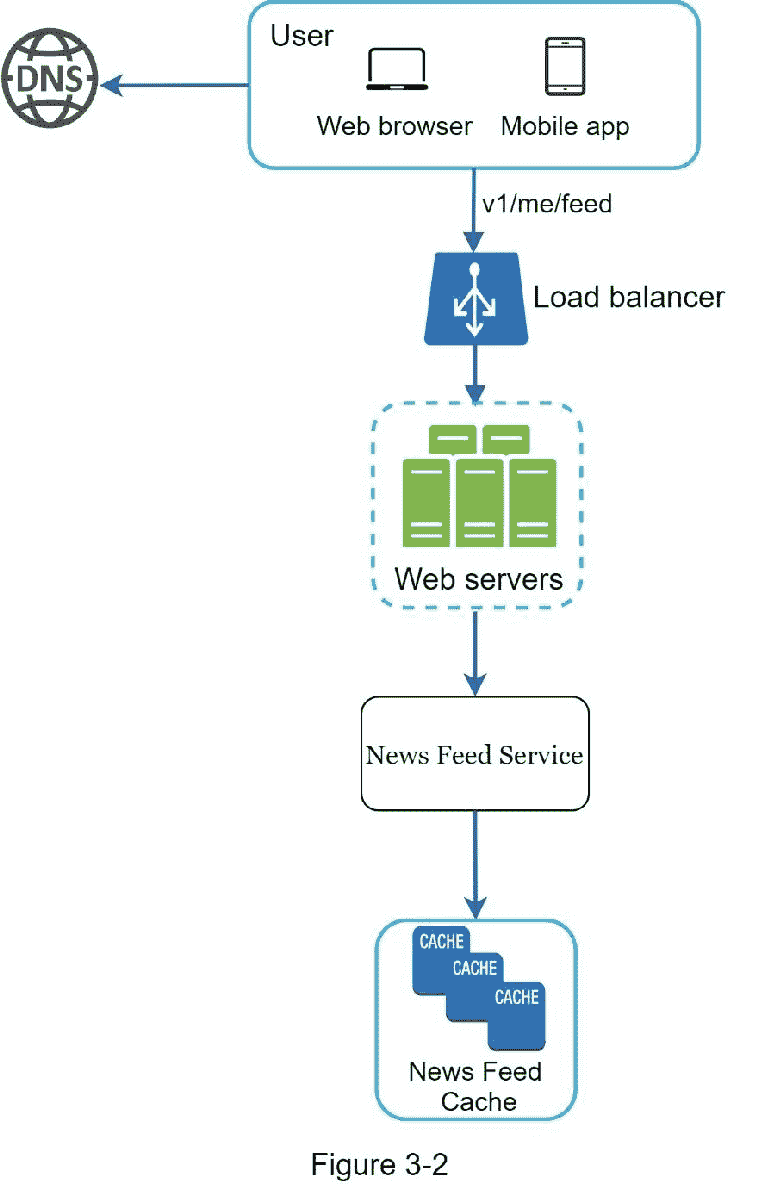 User
DNS
Web browser
Mobile app
v1/me/feed
Load balancer
Web servers
News Feed Service
CACHE
CACHE
CACHE
News Feed
Cache
Figure 3-2